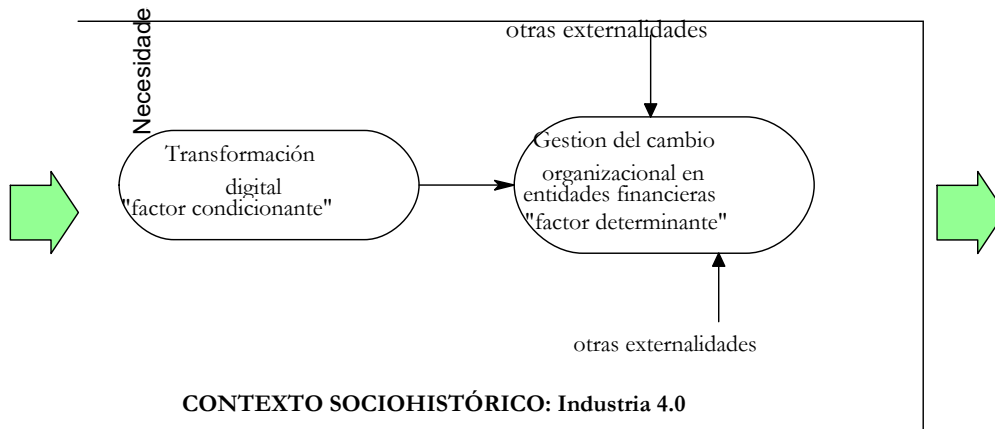 otras externalidades
Necesidade
Transformación
digital
"factor condicionante"
Gestion del cambio
organizacional en
entidades financieras
"factor determinante"
otras externalidades
CONTEXTO SOCIOHISTÓRICO: Industria 4.0